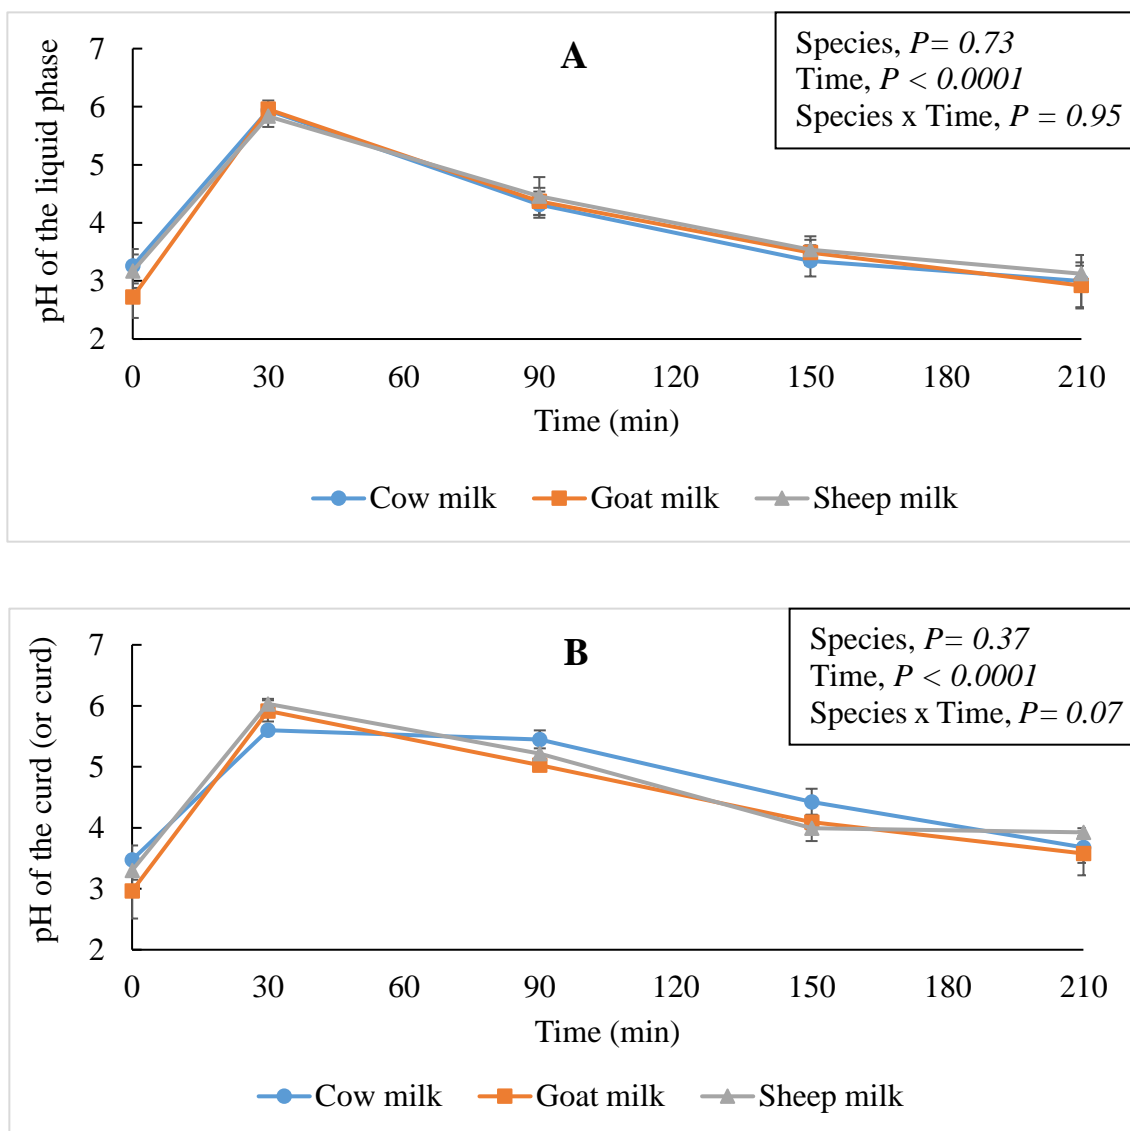 A
Species, P= 0.73
Time, P < 0.0001
Species x Time, P = 0.95
pH of the liquid phase
7
6
5
4
3
2
0 30 60 90 120 150 180 210
Time (min)
Cow milk Goat milk Sheep milk
B
Species, P= 0.37
Time, P < 0.0001
Species x Time, P= 0.07
pH of the curd (or curd)
7
6
5
4
3
2
0 30 60 90 120 150 180 210
Time (min)
Cow milk Goat milk Sheep milk